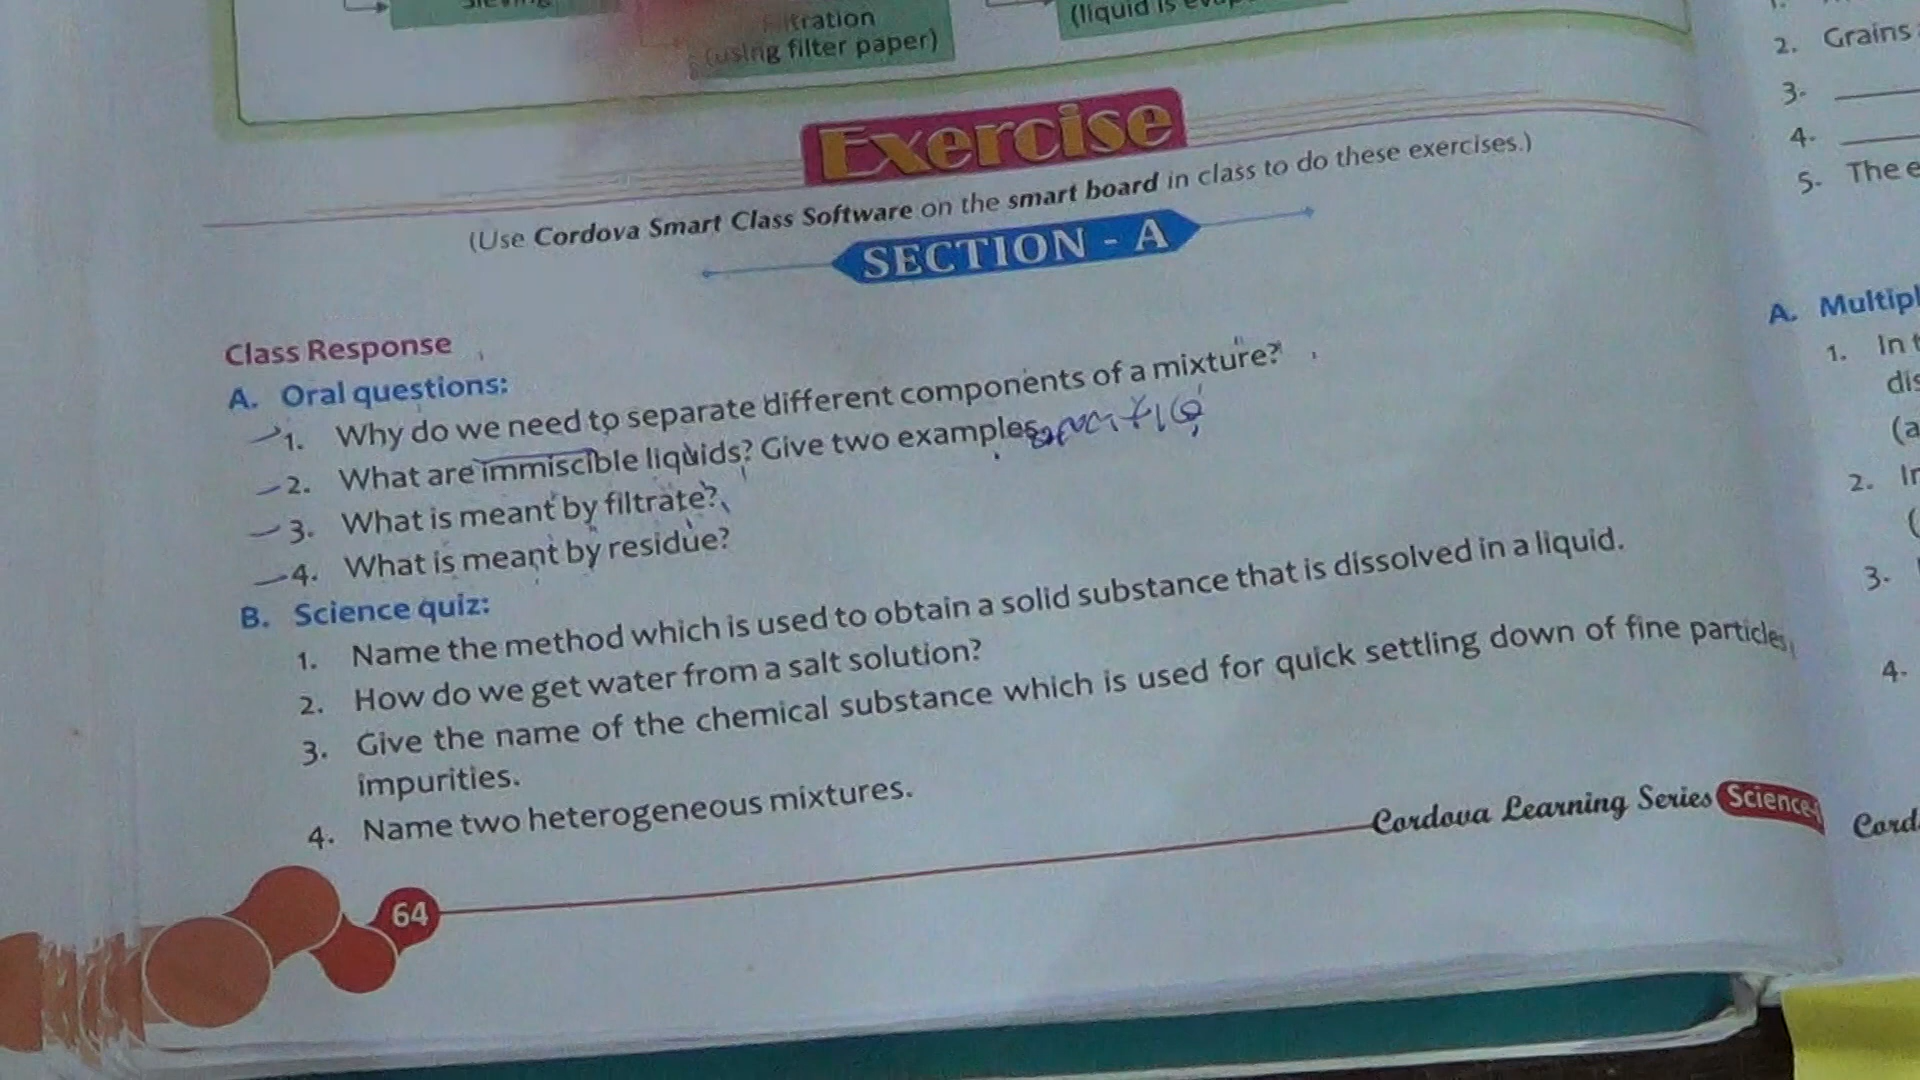 (using filter paper)
(liquid is
Exercise
(Use Cordova Smart Class Software on the smart board in class to do these exercises.)
SECTION - A
Class Response
A. Oral questions:
1. Why do we need to separate different components of a mixture?
2. What are immiscible liquids? Give two examples.
3. What is meant by filtrate?
4. What is meant by residue?
B. Science quiz:
1. Name the method which is used to obtain a solid substance that is dissolved in a liquid.
2. How do we get water from a salt solution?
3. Give the name of the chemical substance which is used for quick settling down of fine particles
impurities.
4. Name two heterogeneous mixtures.
Cordova Learning Series Science
64
2. Grains
3.
4.
5. The
A.
1. In
2.
3.
4.